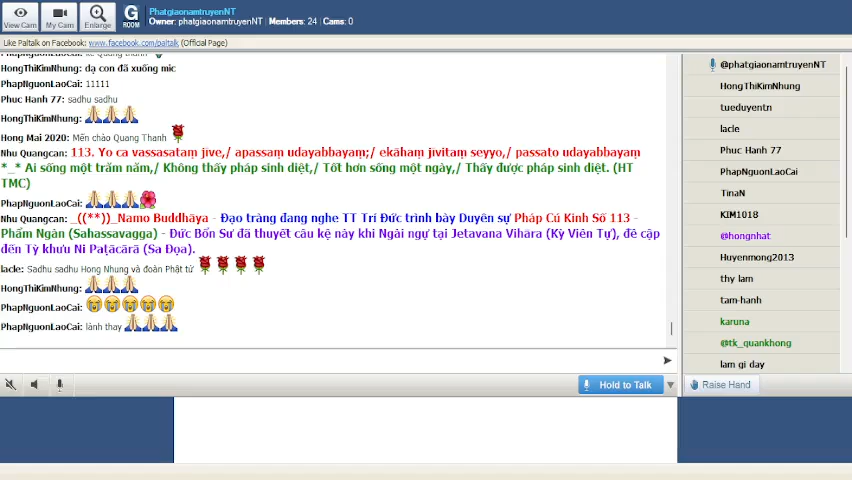 PhatgiaonamtruyenNT
Owner: phatgiaonamtruyenNT | Members: 24 | Cams: 0
View Cam
My Cam
Enlarge
G
ROOM
Like Paltalk on Facebook: www.facebook.com/paltalk (Official Page)
HongThiKimNhung: dạ con đã xuống mic
PhapNguonLaoCai: 11111
Phuc Hanh 77: sadhu sadhu
HongThiKimNhung:
Hong Mai 2020: Mến chào Quang Thanh
Nhu Quangcan: 113. Yo ca vassasataṃ jīve,/ apassaṃ udayabbayaṃ;/ ekāhaṃ jīvitaṃ seyyo,/ passato udayabbayaṃ
*_* Ai sống một trăm năm,/ Không thấy pháp sinh diệt,/ Tốt hơn sống một ngày,/ Thấy được pháp sinh diệt. (HT
TMC)
PhapNguonLaoCai:
Nhu Quangcan: _((**))_Namo Buddhāya - Đạo tràng đang nghe TT Trí Đức trình bày Duyên sự Pháp Cú Kinh Số 113 -
Phẩm Ngàn (Sahassavagga) - Đức Bổn Sư đã thuyết câu kệ này khi Ngài ngự tại Jetavana Vihāra (Kỳ Viên Tự), đề cập
đến Tỳ khưu Ni Paṭācārā (Sa Đọa).
lacle: Sadhu sadhu Hong Nhung và đoàn Phật tử
HongThiKimNhung:
PhapNguonLaoCai:
PhapNguonLaoCai: lành thay
Hold to Talk
@phatgiaonamtruyenNT
HongThiKimNhung
tueduyentn
lacle
Phuc Hanh 77
PhapNguonLaoCai
TinaN
KIM1018
@hongnhat
Huyenmong2013
thy lam
tam-hanh
karuna
@tk_quankhong
lam gi day
Raise Hand